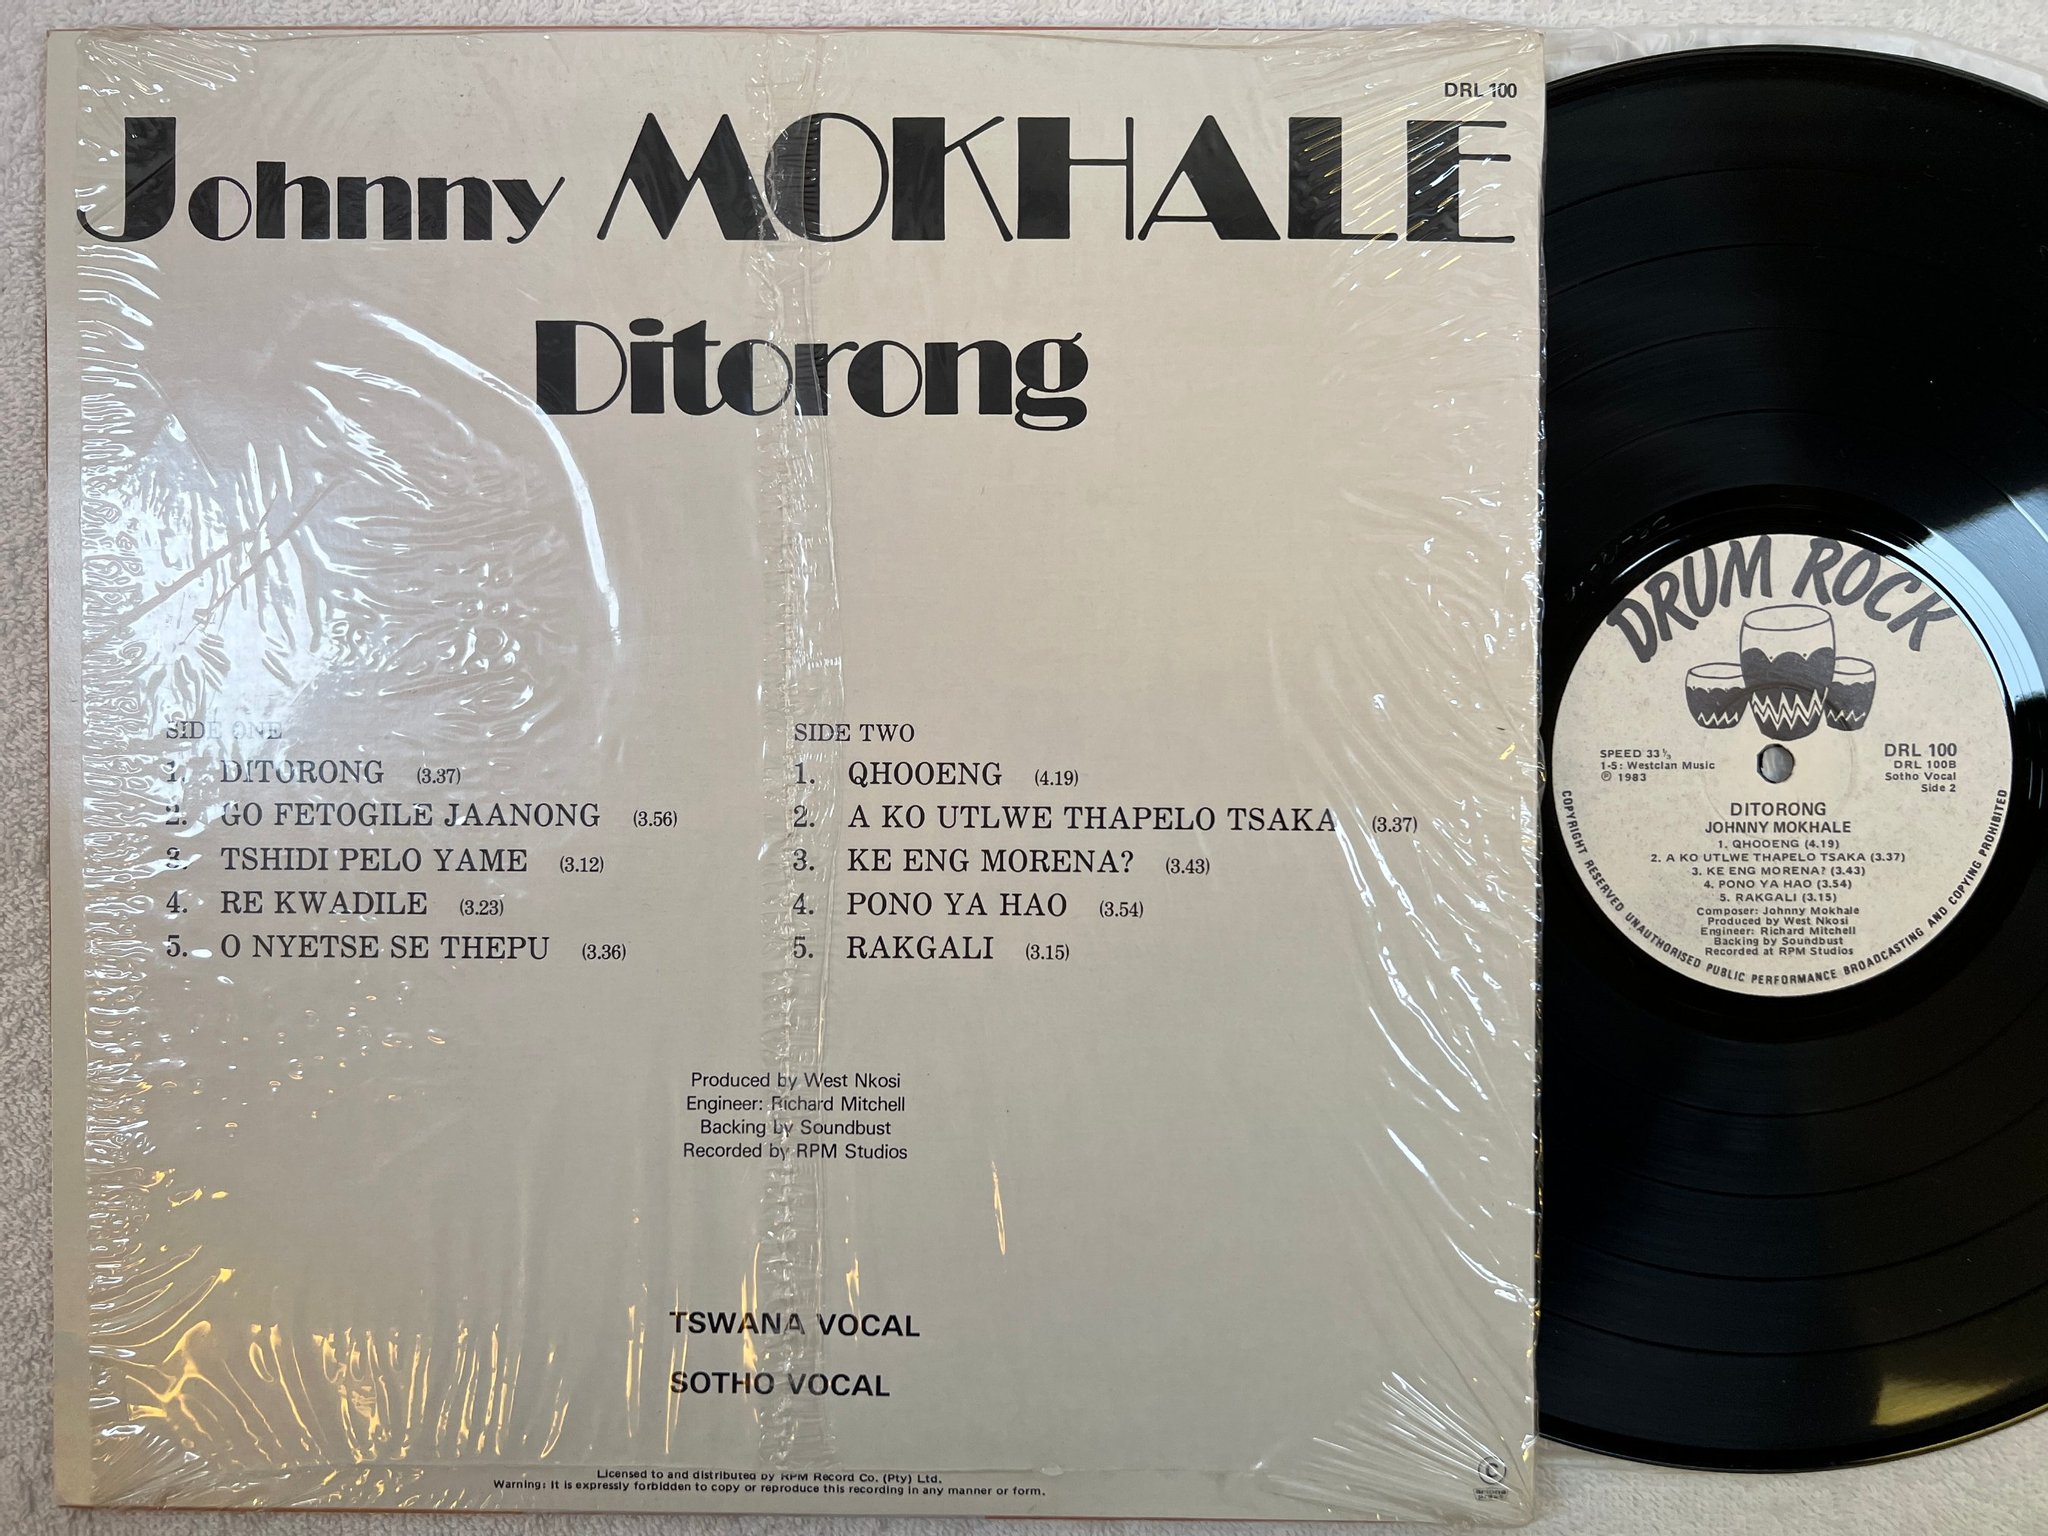 DRL 100
Johnny MOKHALE
Ditorong
SIDE ONE
1. DITORONG (3.37)
2. GO FETOGILE JAANONG (3.56)
3. TSHIDI PELO YAME (3.12)
4. RE KWADILE (3.23)
5. O NYETSE SE THEPU (3.36)
SIDE TWO
1. QHOOENG (4.19)
2. A KO UTLWE THAPELO TSAKA (3.37)
3. KE ENG MORENA? (3.43)
4. PONO YA HAO (3.54)
5. RAKGALI (3.15)
Produced by West Nkosi
Engineer: Richard Mitchell
Backing by Soundbust
Recorded by RPM Studios
TSWANA VOCAL
SOTHO VOCAL
Licensed to and distributed by RPM Record Co. (Pty) Ltd.
Warning: It is expressly forbidden to copy or reproduce this recording in any manner or form.
DRUM ROCK
SPEED 33⅓
1-5: Westclan Music
℗ 1983
DRL 100
DRL 100B
Sotho Vocal
Side 2
DITORONG
JOHNNY MOKHALE
1. QHOOENG (4.19)
2. A KO UTLWE THAPELO TSAKA (3.37)
3. KE ENG MORENA? (3.43)
4. PONO YA HAO (3.54)
5. RAKGALI (3.15)
Composer: Johnny Mokhale
Produced by West Nkosi
Engineer: Richard Mitchell
Backing by Soundbust
Recorded at RPM Studios
COPYRIGHT RESERVED UNAUTHORISED PUBLIC PERFORMANCE BROADCASTING AND COPYING PROHIBITED